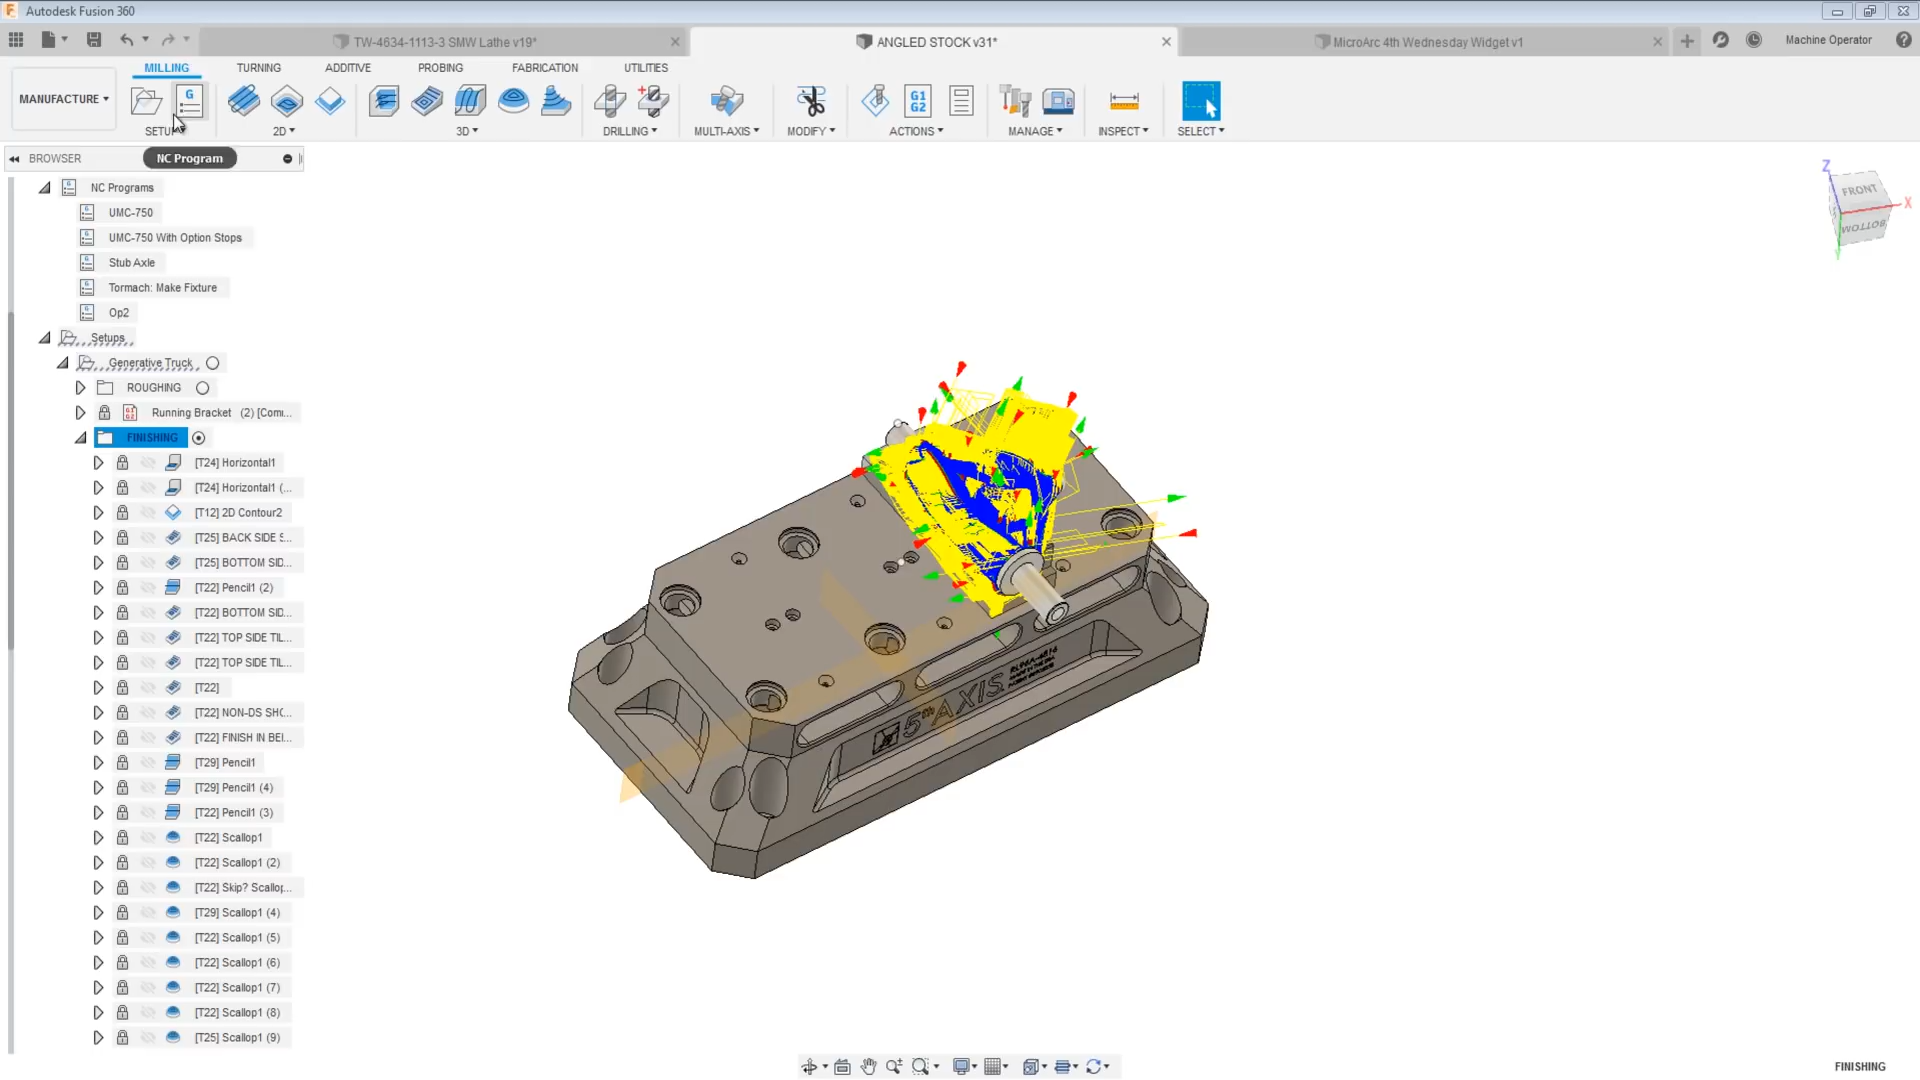 Autodesk Fusion 360
TW-4634-1113-3 SMW Lathe v19*
ANGLED STOCK v31*
MicroArc 4th Wednesday Widget v1
Machine Operator
MILLING
TURNING
ADDITIVE
PROBING
FABRICATION
UTILITIES
MANUFACTURE
SETUP
2D
3D
DRILLING
MULTI-AXIS
MODIFY
G1
G2
ACTIONS
MANAGE
INSPECT
SELECT
BROWSER
NC Program
NC Programs
UMC-750
UMC-750 With Option Stops
Stub Axle
Tormach: Make Fixture
Op2
Setups
Generative Truck
ROUGHING
Running Bracket (2) [Com...
FINISHING
[T24] Horizontal1
[T24] Horizontal1 (...
[T12] 2D Contour2
[T25] BACK SIDE S...
[T25] BOTTOM SID...
[T22] Pencil1 (2)
[T22] BOTTOM SID...
[T22] TOP SIDE TIL...
[T22] TOP SIDE TIL...
[T22]
[T22] NON-DS SHO...
[T22] FINISH IN BEI...
[T29] Pencil1
[T29] Pencil1 (4)
[T22] Pencil1 (3)
[T22] Scallop1
[T22] Scallop1 (2)
[T22] Skip? Scallop...
[T29] Scallop1 (4)
[T22] Scallop1 (5)
[T22] Scallop1 (6)
[T22] Scallop1 (7)
[T22] Scallop1 (8)
[T25] Scallop1 (9)
Z
FRONT
X
BOTTOM
Y
5th AXIS
FINISHING